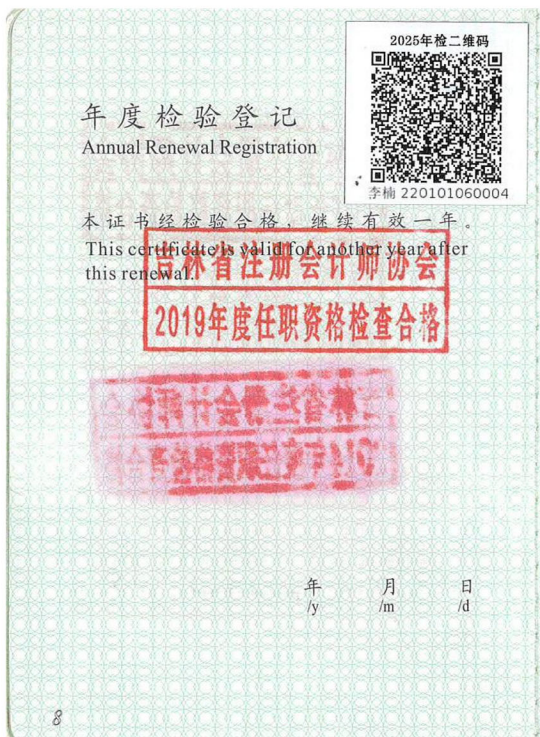 2025年检二维码
李楠 220101060004
年度检验登记
Annual Renewal Registration
本证书经检验合格，继续有效一年。
This certificate is valid for another year after
this renewal.
吉林省注册会计师协会
2019年度任职资格检查合格
年 月 日
/y /m /d
8